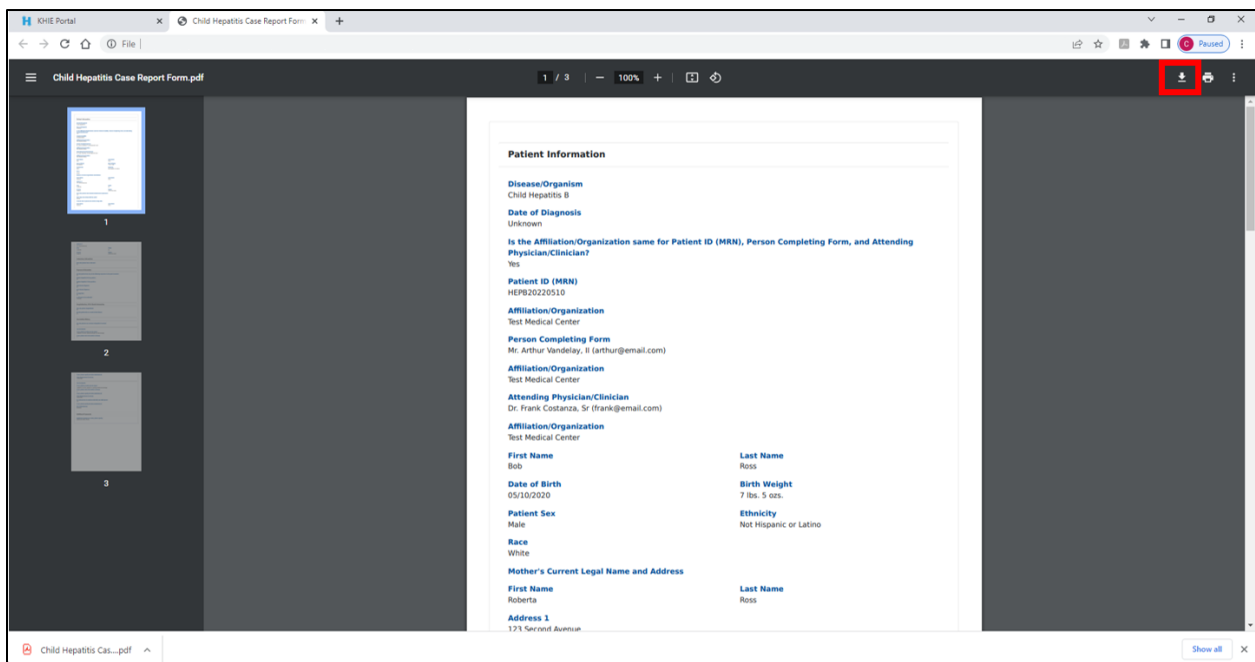 KHIE Portal
Child Hepatitis Case Report Form
File
Paused
Child Hepatitis Case Report Form.pdf
1 / 3
100%
Patient Information
Disease/Organism
Child Hepatitis B
Date of Diagnosis
Unknown
Is the Affiliation/Organization same for Patient ID (MRN), Person Completing Form, and Attending
Physician/Clinician?
Yes
Patient ID (MRN)
HEPB20220510
Affiliation/Organization
Test Medical Center
Person Completing Form
Mr. Arthur Vandelay, II (arthur@email.com)
Affiliation/Organization
Test Medical Center
Attending Physician/Clinician
Dr. Frank Costanza, Sr (frank@email.com)
Affiliation/Organization
Test Medical Center
First Name Last Name
Bob Ross
Date of Birth Birth Weight
05/10/2020 7 lbs. 5 ozs.
Patient Sex Ethnicity
Male Not Hispanic or Latino
Race
White
Mother's Current Legal Name and Address
First Name Last Name
Roberta Ross
Address 1
123 Second Avenue
1
2
3
Child Hepatitis Cas....pdf
Show all